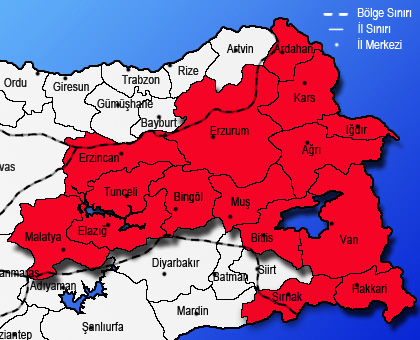 Bölge Sınırı
İl Sınırı
İl Merkezi
Artvin
Ardahan
Rize
Trabzon
Ordu
Giresun
Kars
Gümüşhane
Bayburt
Iğdır
Erzurum
Ağrı
Erzincan
vas
Tunceli
Bingöl
Muş
Elazığ
Malatya
Bitlis
Van
Diyarbakır
Siirt
Batman
anmaraş
Adıyaman
Hakkari
Şırnak
Mardin
Şanlıurfa
ziantep